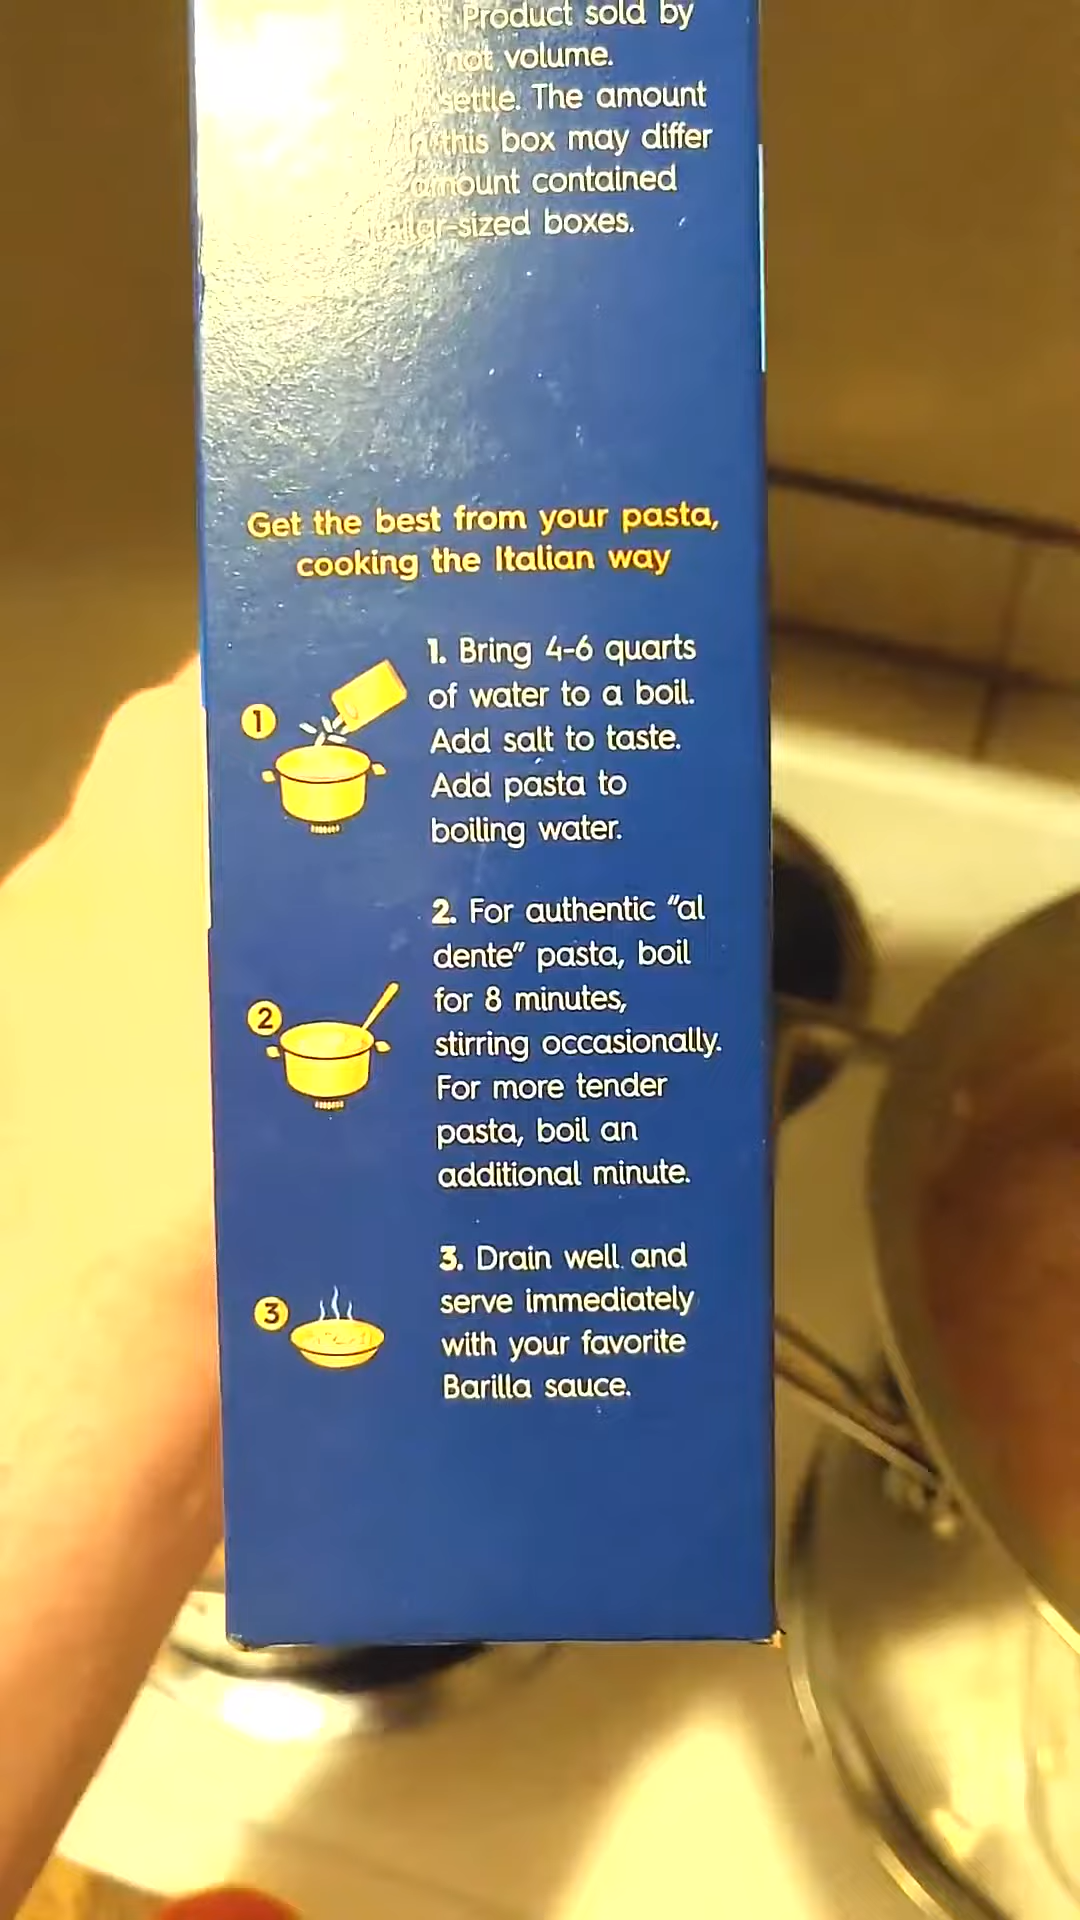 Product sold by
not volume.
settle. The amount
this box may differ
amount contained
-sized boxes.
Get the best from your pasta,
cooking the Italian way
1
1. Bring 4-6 quarts
of water to a boil.
Add salt to taste.
Add pasta to
boiling water.
2
2. For authentic "al
dente" pasta, boil
for 8 minutes,
stirring occasionally.
For more tender
pasta, boil an
additional minute.
3
3. Drain well and
serve immediately
with your favorite
Barilla sauce.